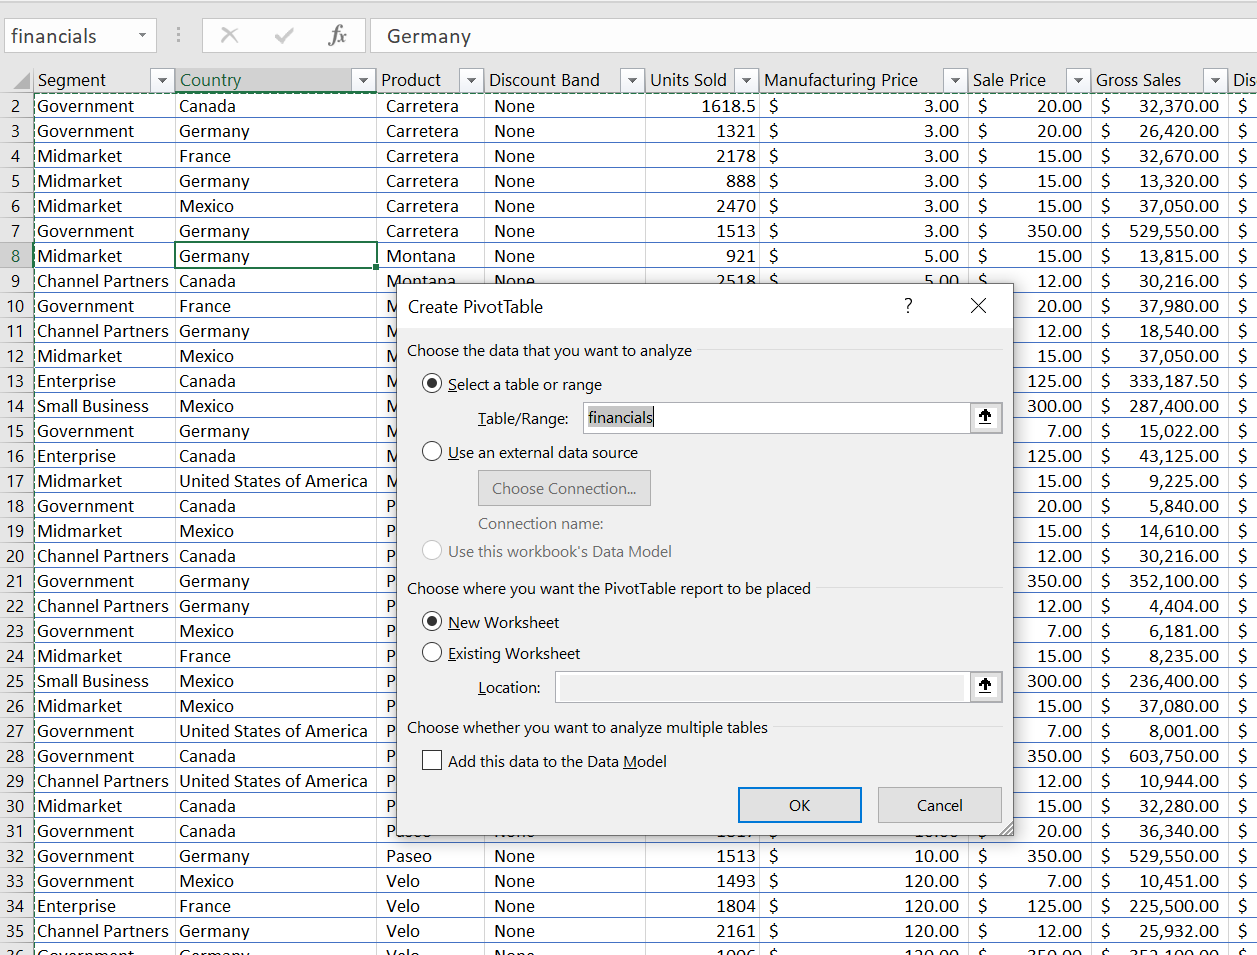 financials fx Germany
Segment Country Product Discount Band Units Sold Manufacturing Price Sale Price Gross Sales Dis
2 Government Canada Carretera None 1618.5 $ 3.00 $ 20.00 $ 32,370.00 $
3 Government Germany Carretera None 1321 $ 3.00 $ 20.00 $ 26,420.00 $
4 Midmarket France Carretera None 2178 $ 3.00 $ 15.00 $ 32,670.00 $
5 Midmarket Germany Carretera None 888 $ 3.00 $ 15.00 $ 13,320.00 $
6 Midmarket Mexico Carretera None 2470 $ 3.00 $ 15.00 $ 37,050.00 $
7 Government Germany Carretera None 1513 $ 3.00 $ 350.00 $ 529,550.00 $
8 Midmarket Germany Montana None 921 $ 5.00 $ 15.00 $ 13,815.00 $
9 Channel Partners Canada Montana None 2518 $ 5.00 $ 12.00 $ 30,216.00 $
10 Government France M 20.00 $ 37,980.00 $
11 Channel Partners Germany M 12.00 $ 18,540.00 $
12 Midmarket Mexico M 15.00 $ 37,050.00 $
13 Enterprise Canada M 125.00 $ 333,187.50 $
14 Small Business Mexico M 300.00 $ 287,400.00 $
15 Government Germany M 7.00 $ 15,022.00 $
16 Enterprise Canada M 125.00 $ 43,125.00 $
17 Midmarket United States of America M 15.00 $ 9,225.00 $
18 Government Canada P 20.00 $ 5,840.00 $
19 Midmarket Mexico P 15.00 $ 14,610.00 $
20 Channel Partners Canada P 12.00 $ 30,216.00 $
21 Government Germany P 350.00 $ 352,100.00 $
22 Channel Partners Germany P 12.00 $ 4,404.00 $
23 Government Mexico P 7.00 $ 6,181.00 $
24 Midmarket France P 15.00 $ 8,235.00 $
25 Small Business Mexico P 300.00 $ 236,400.00 $
26 Midmarket Mexico P 15.00 $ 37,080.00 $
27 Government United States of America P 7.00 $ 8,001.00 $
28 Government Canada P 350.00 $ 603,750.00 $
29 Channel Partners United States of America P 12.00 $ 10,944.00 $
30 Midmarket Canada P 15.00 $ 32,280.00 $
31 Government Canada 20.00 $ 36,340.00 $
32 Government Germany Paseo None 1513 $ 10.00 $ 350.00 $ 529,550.00 $
33 Government Mexico Velo None 1493 $ 120.00 $ 7.00 $ 10,451.00 $
34 Enterprise France Velo None 1804 $ 120.00 $ 125.00 $ 225,500.00 $
35 Channel Partners Germany Velo None 2161 $ 120.00 $ 12.00 $ 25,932.00 $
Create PivotTable ?
Choose the data that you want to analyze
Select a table or range
Table/Range: financials
Use an external data source
Choose Connection...
Connection name:
Use this workbook's Data Model
Choose where you want the PivotTable report to be placed
New Worksheet
Existing Worksheet
Location:
Choose whether you want to analyze multiple tables
Add this data to the Data Model
OK Cancel